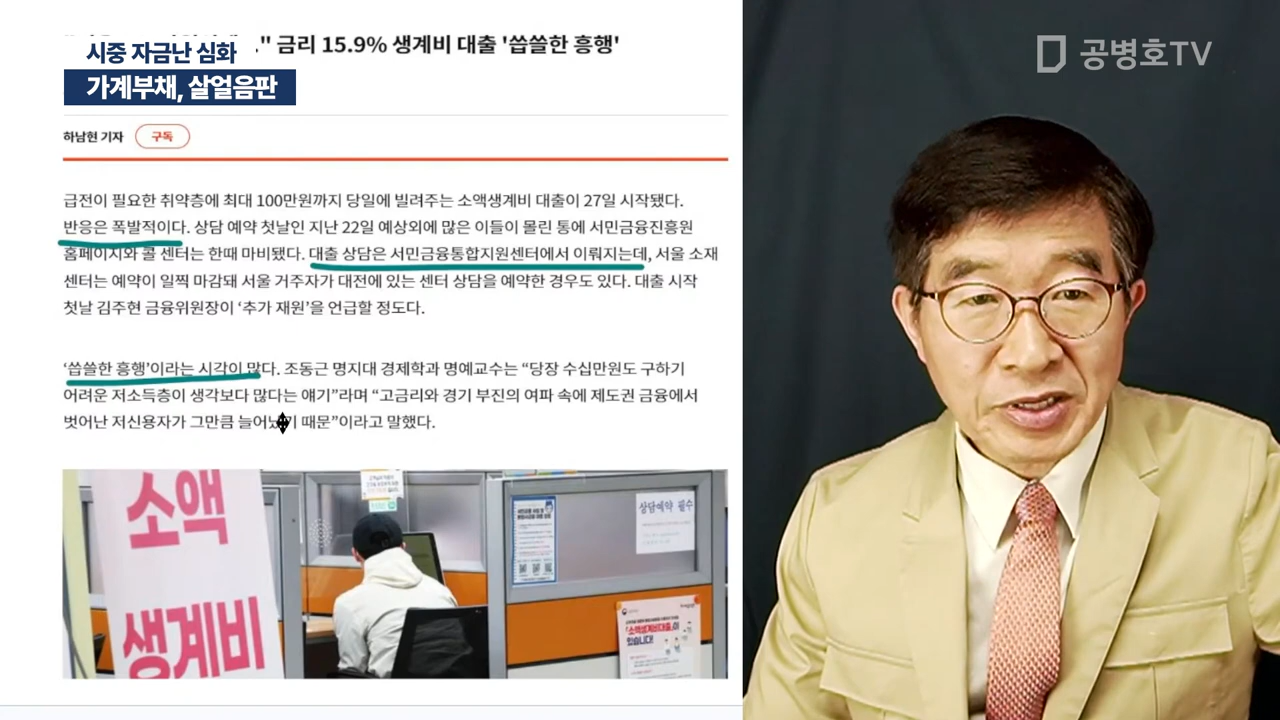 ." 금리 15.9% 생계비 대출 '씁쓸한 흥행'
시중 자금난 심화
가계부채, 살얼음판
공병호TV
하남현 기자
구독
급전이 필요한 취약층에 최대 100만원까지 당일에 빌려주는 소액생계비 대출이 27일 시작됐다.
반응은 폭발적이다. 상담 예약 첫날인 지난 22일 예상외에 많은 이들이 몰린 통에 서민금융진흥원
홈페이지와 콜 센터는 한때 마비됐다. 대출 상담은 서민금융통합지원센터에서 이뤄지는데, 서울 소재
센터는 예약이 일찍 마감돼 서울 거주자가 대전에 있는 센터 상담을 예약한 경우도 있다. 대출 시작
첫날 김주현 금융위원장이 ‘추가 재원’을 언급할 정도다.
‘씁쓸한 흥행’이라는 시각이 많다. 조동근 명지대 경제학과 명예교수는 “당장 수십만원도 구하기
어려운 저소득층이 생각보다 많다는 얘기”라며 “고금리와 경기 부진의 여파 속에 제도권 금융에서
벗어난 저신용자가 그만큼 늘어났기 때문”이라고 말했다.
소액
생계비
상담예약 필수
「소액생계비대출」이
있습니다!